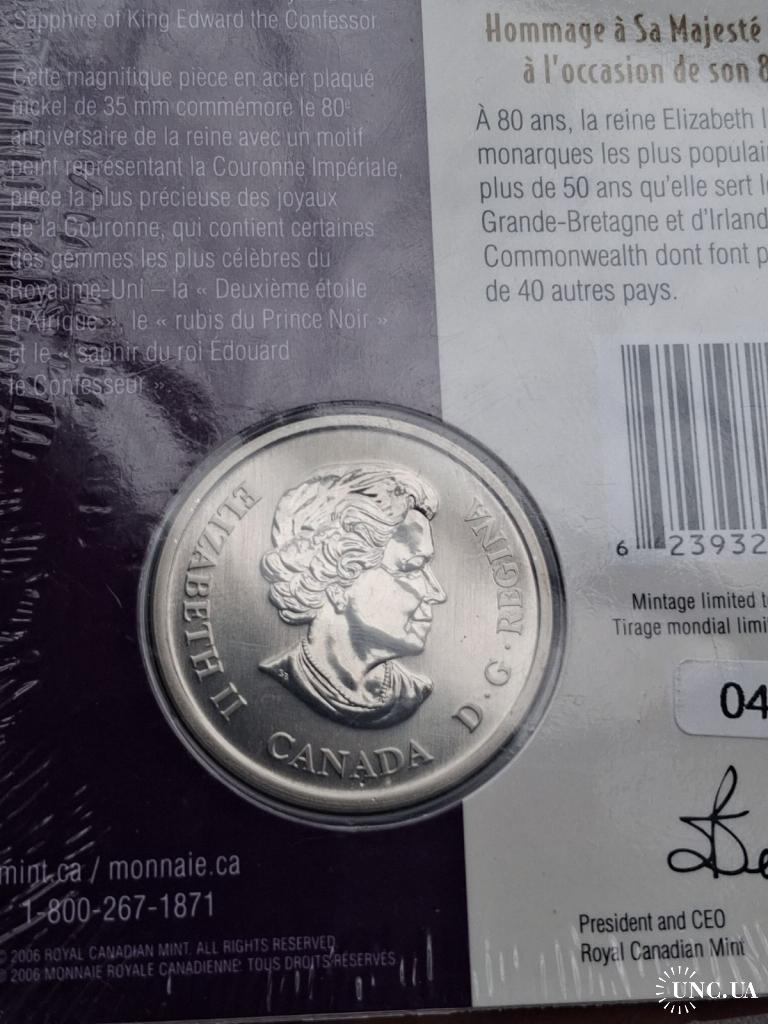 Sapphire of King Edward the Confessor.
Cette magnifique pièce en acier plaqué
nickel de 35 mm commémore le 80e
anniversaire de la reine avec un motif
peint représentant la Couronne Impériale,
pièce la plus précieuse des joyaux
de la Couronne, qui contient certaines
des gemmes les plus célèbres du
Royaume-Uni – la « Deuxième étoile
d'Afrique », le « rubis du Prince Noir »
et le « saphir du roi Édouard
le Confesseur ».
Hommage à Sa Majesté
à l'occasion de son 8
À 80 ans, la reine Elizabeth I
monarques les plus populai
plus de 50 ans qu'elle sert l
Grande-Bretagne et d'Irland
Commonwealth dont font p
de 40 autres pays.
6 23932
Mintage limited t
Tirage mondial limi
04
ELIZABETH II D·G·REGINA
CANADA
mint.ca / monnaie.ca
1-800-267-1871
© 2006 ROYAL CANADIAN MINT. ALL RIGHTS RESERVED.
© 2006 MONNAIE ROYALE CANADIENNE. TOUS DROITS RÉSERVÉS.
President and CEO
Royal Canadian Mint
UNC.UA